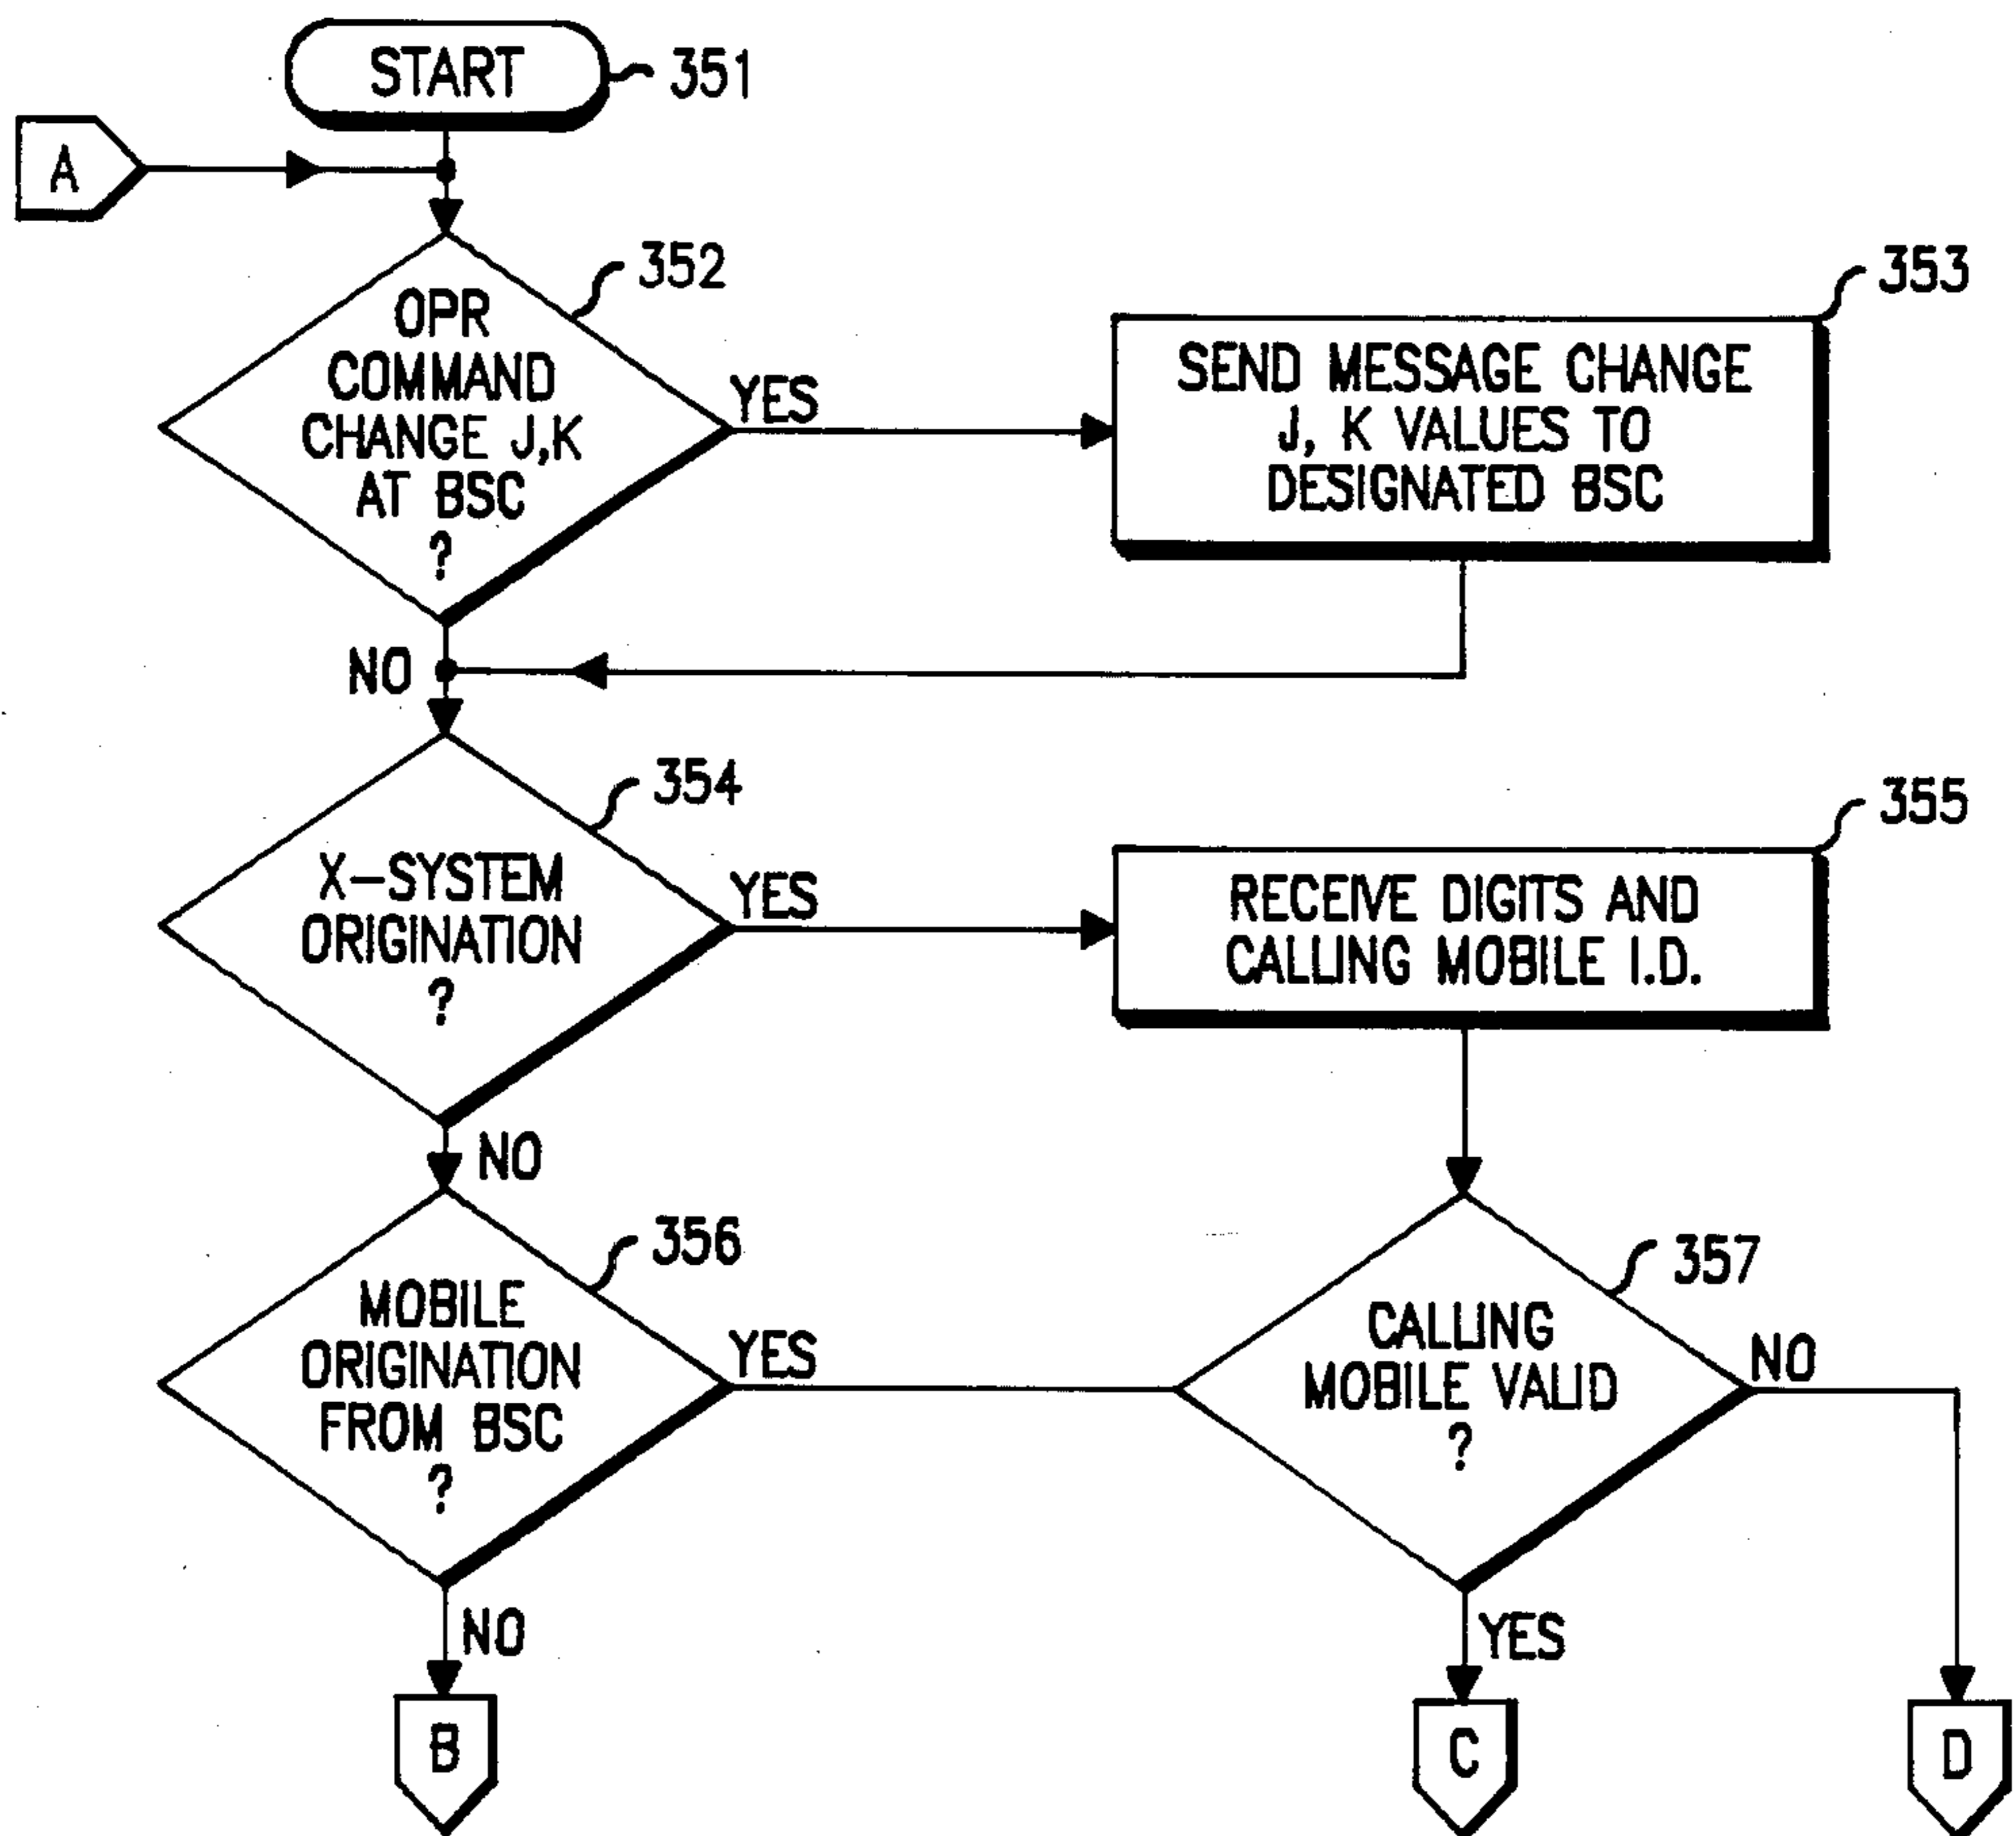 START
351
A
352
OPR
COMMAND
CHANGE J,K
AT BSC
?
YES
353
SEND MESSAGE CHANGE
J, K VALUES TO
DESIGNATED BSC
NO
354
X-SYSTEM
ORIGINATION
?
YES
355
RECEIVE DIGITS AND
CALLING MOBILE I.D.
NO
356
MOBILE
ORIGINATION
FROM BSC
?
YES
357
CALLING
MOBILE VALID
?
NO
NO
YES
B
C
D